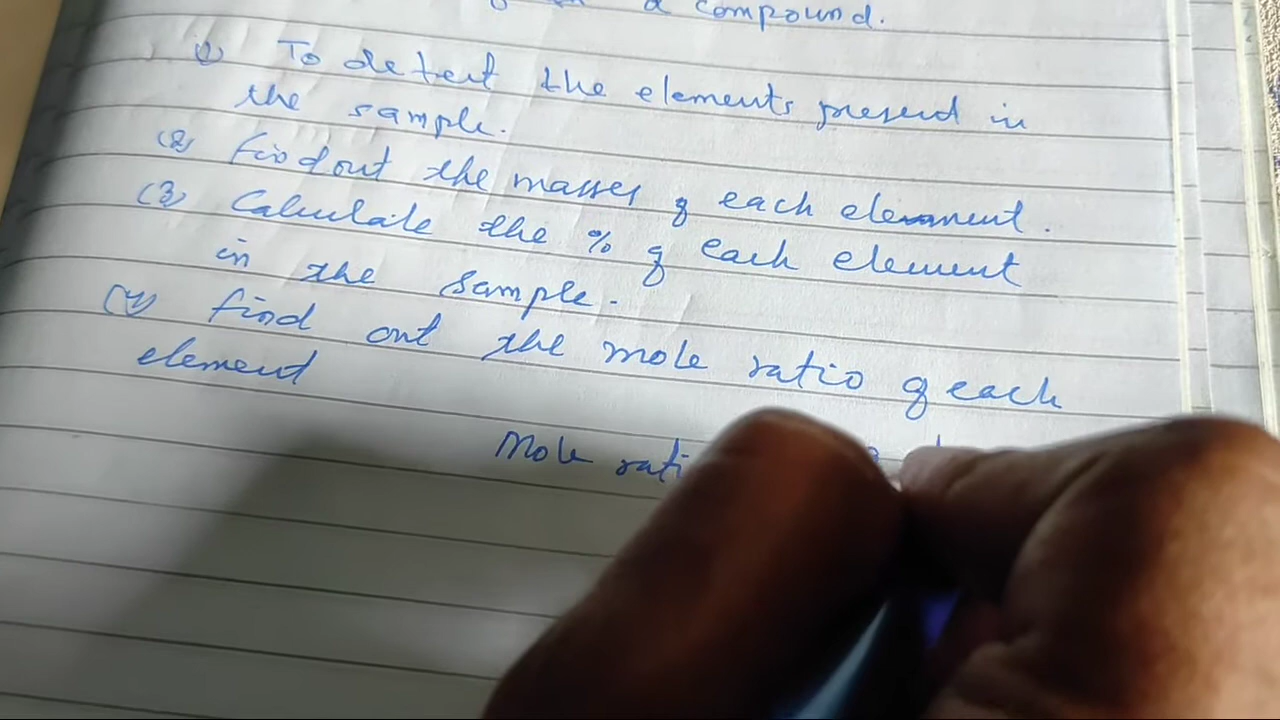 a compound.
(1) To detect the elements present in
the sample.
(2) Find out the masses of each element.
(3) Calculate the % of each element
in the sample.
(4) find out the mole ratio of each
element
Mole rati